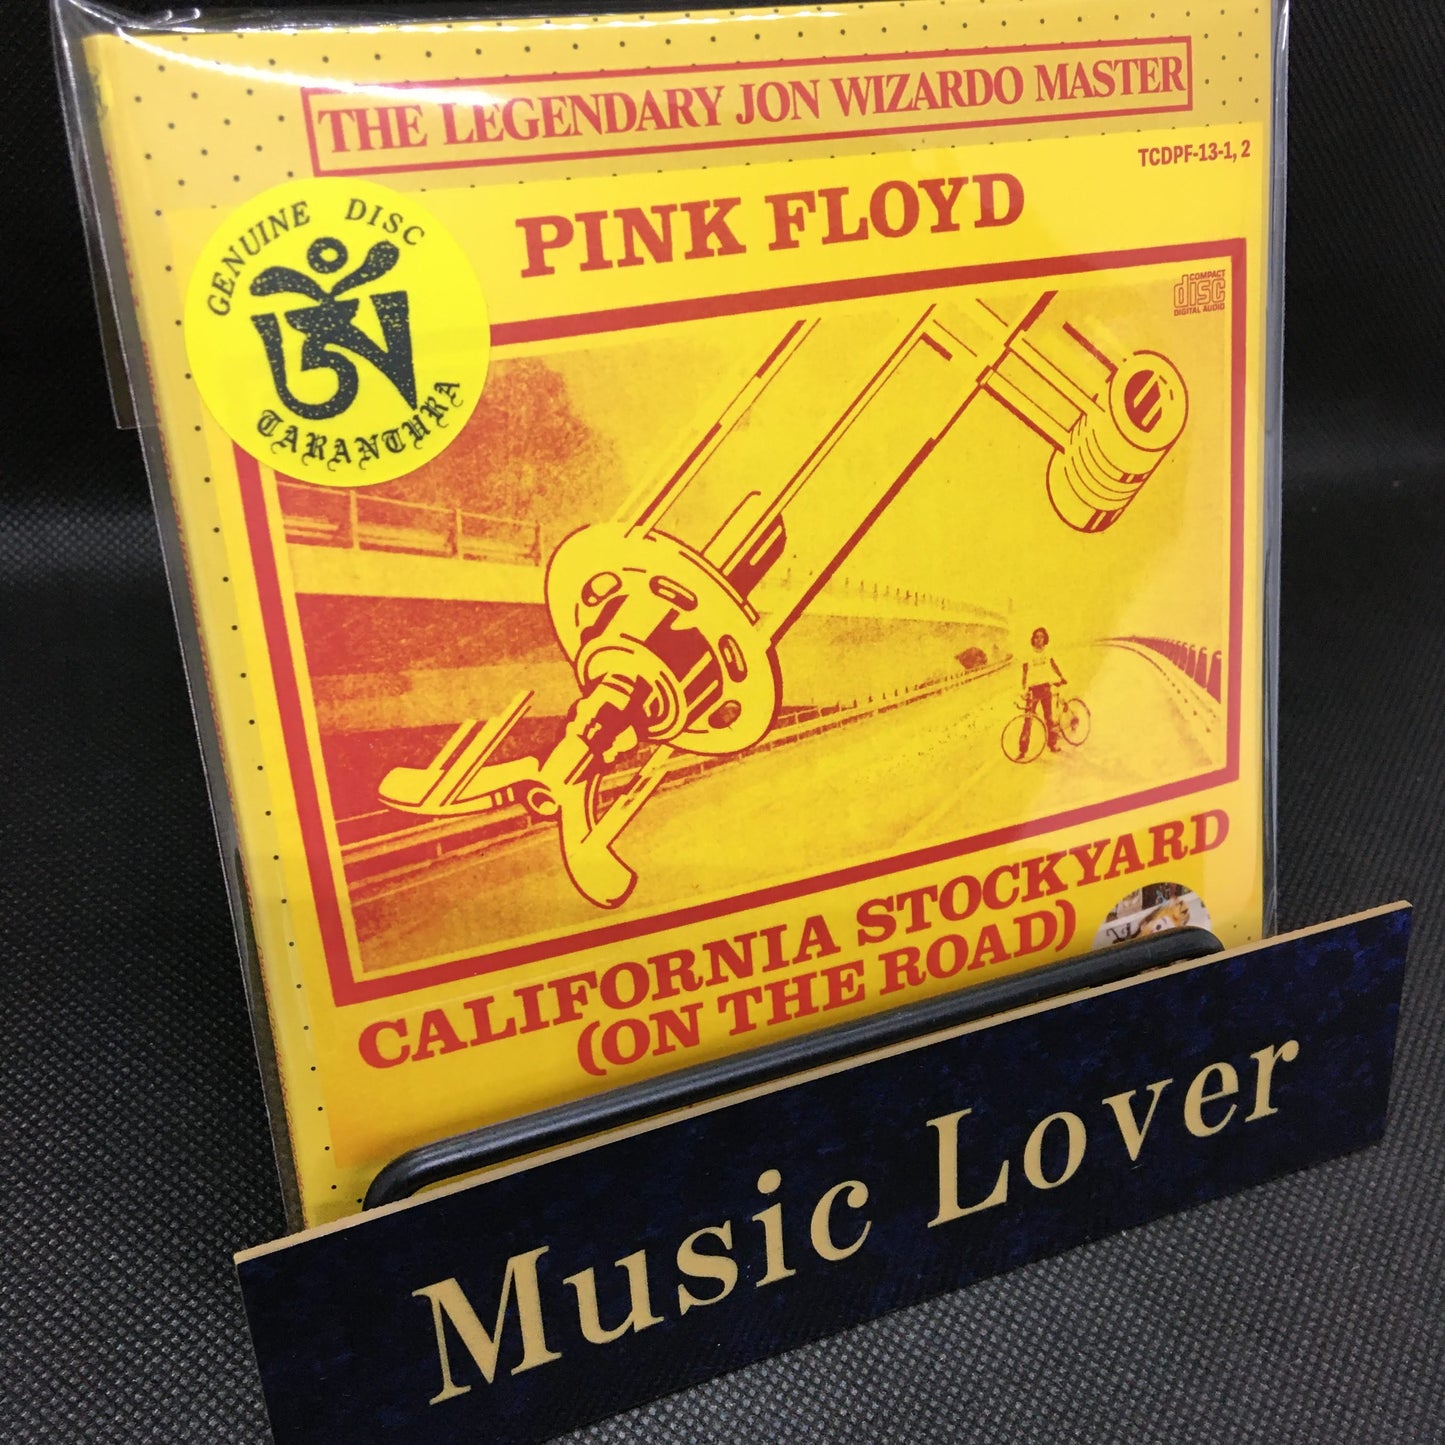 THE LEGENDARY JON WIZARDO MASTER
TCDPF-13-1, 2
PINK FLOYD
GENUINE DISC
TARANTURA
COMPACT
disc
DIGITAL AUDIO
CALIFORNIA STOCKYARD
(ON THE ROAD)
Music Lover